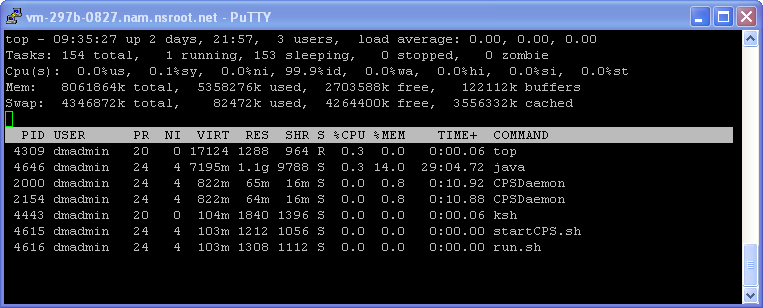 vm-297b-0827.nam.nsroot.net - PuTTY
top - 09:35:27 up 2 days, 21:57,  3 users,  load average: 0.00, 0.00, 0.00
Tasks: 154 total,   1 running, 153 sleeping,   0 stopped,   0 zombie
Cpu(s):  0.0%us,  0.1%sy,  0.0%ni, 99.9%id,  0.0%wa,  0.0%hi,  0.0%si,  0.0%st
Mem:   8061864k total,  5358276k used,  2703588k free,   122112k buffers
Swap:  4346872k total,    82472k used,  4264400k free,  3556332k cached
PID USER      PR  NI  VIRT  RES  SHR S %CPU %MEM    TIME+  COMMAND
4309 dmadmin   20   0 17124 1288  964 R  0.3  0.0   0:00.06 top
4646 dmadmin   24   4 7195m 1.1g 9788 S  0.3 14.0  29:04.72 java
2000 dmadmin   24   4  822m  65m  16m S  0.0  0.8   0:10.92 CPSDaemon
2154 dmadmin   24   4  822m  64m  16m S  0.0  0.8   0:10.88 CPSDaemon
4443 dmadmin   20   0  104m 1840 1396 S  0.0  0.0   0:00.06 ksh
4615 dmadmin   24   4  103m 1212 1056 S  0.0  0.0   0:00.00 startCPS.sh
4616 dmadmin   24   4  103m 1308 1112 S  0.0  0.0   0:00.00 run.sh